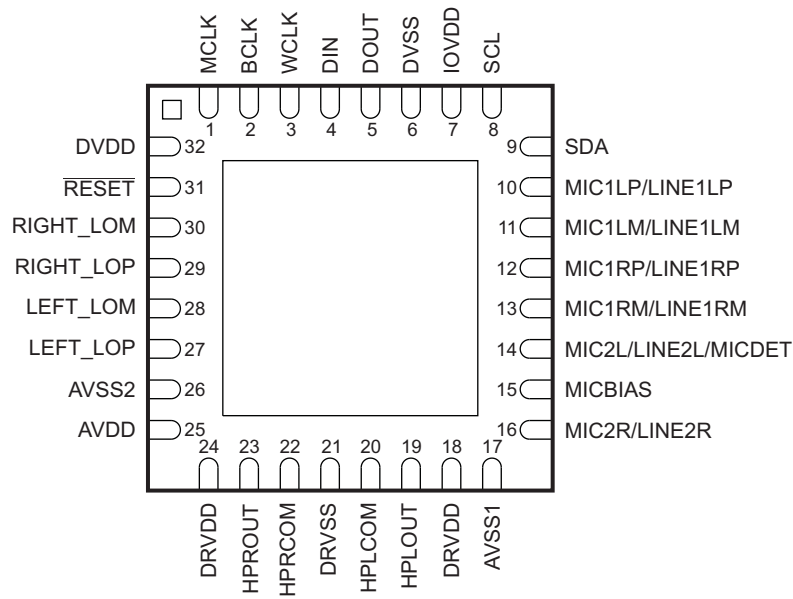 MCLK
BCLK
WCLK
DIN
DOUT
DVSS
IOVDD
SCL
1
2
3
4
5
6
7
8
DVDD 32
RESET 31
RIGHT_LOM 30
RIGHT_LOP 29
LEFT_LOM 28
LEFT_LOP 27
AVSS2 26
AVDD 25
9 SDA
10 MIC1LP/LINE1LP
11 MIC1LM/LINE1LM
12 MIC1RP/LINE1RP
13 MIC1RM/LINE1RM
14 MIC2L/LINE2L/MICDET
15 MICBIAS
16 MIC2R/LINE2R
24
23
22
21
20
19
18
17
DRVDD
HPROUT
HPRCOM
DRVSS
HPLCOM
HPLOUT
DRVDD
AVSS1